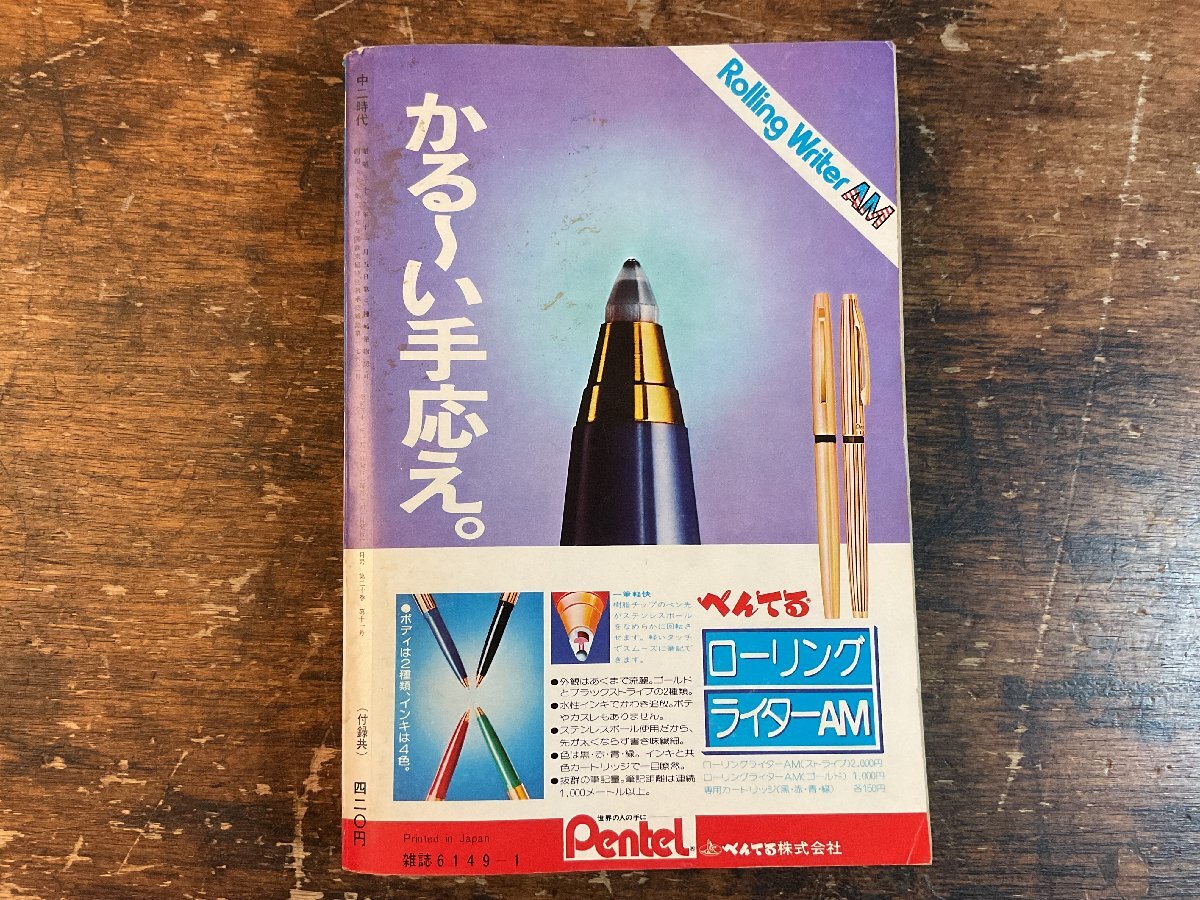 中二時代
Rolling Writer AM
かる〜い手応え。
●ボディは2種類、インキは4色。
一筆軽快
樹脂チップのペン先
がステンレスボール
をなめらかに回転さ
せます。軽いタッチ
でスムーズに筆記で
きます。
●外観はあくまで流麗。ゴールド
とブラックストライプの2種類。
●水性インキでかわき追放。ボテ
やカスレもありません。
●ステンレスボール使用だから、
先が太くならず書き味繊細。
●色は黒・赤・青・緑。インキと共
色カートリッジで一目瞭然。
●抜群の筆記量。筆記距離は連続
1,000メートル以上。
ぺんてる
ローリング
ライターAM
ローリングライターAM(ストライプ)2,000円
ローリングライターAM(ゴールド) 1,000円
専用カートリッジ(黒・赤・青・緑) 各150円
(付録共)
四二〇円
Printed in Japan
雑誌6149-1
世界の人の手に
Pentel
ぺんてる株式会社